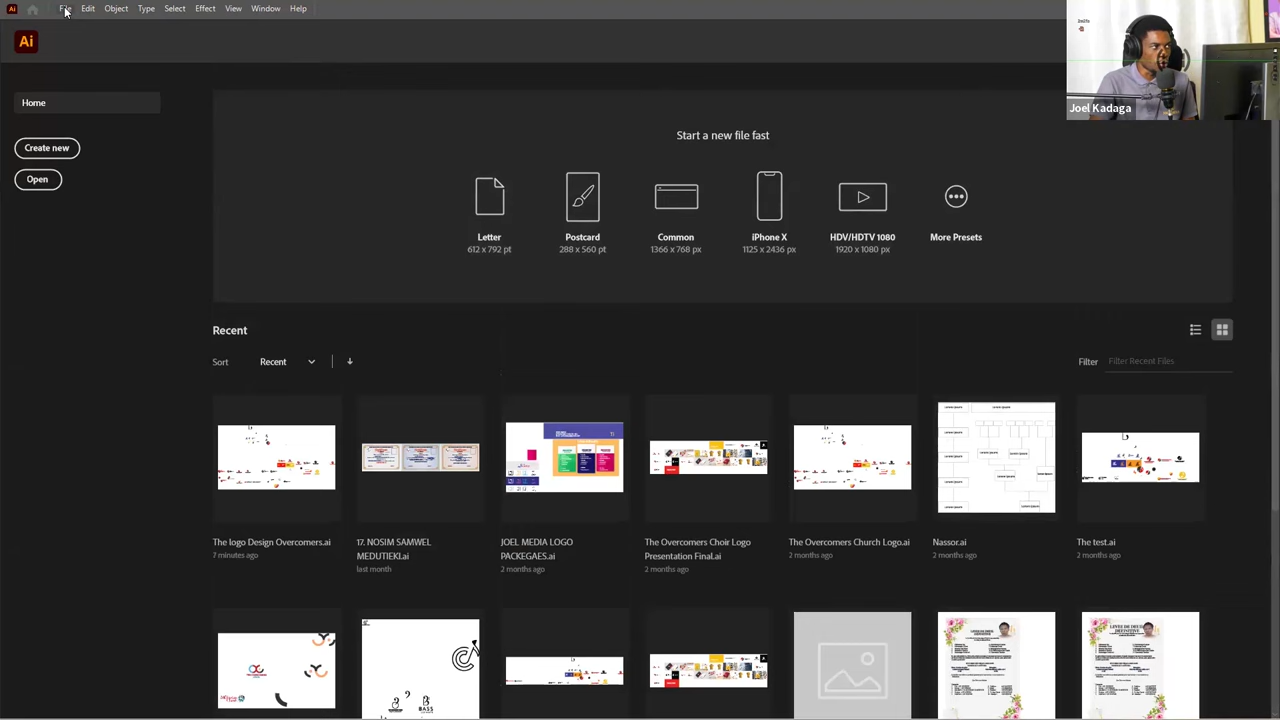 Ai File Edit Object Type Select Effect View Window Help
Ai
Joel Kadaga
Home
Create new
Open
Start a new file fast
Letter Postcard Common iPhone X HDV/HDTV 1080 More Presets
612 x 792 pt 288 x 560 pt 1366 x 768 px 1125 x 2436 px 1920 x 1080 px
Recent
Sort Recent Filter Filter Recent Files
The logo Design Overcomers.ai
7 minutes ago
17. NOSIM SAMWEL
MEDUTIEKI.ai
last month
JOEL MEDIA LOGO
PACKEGAES.ai
2 months ago
The Overcomers Choir Logo
Presentation Final.ai
2 months ago
The Overcomers Church Logo.ai
2 months ago
Nassor.ai
2 months ago
The test.ai
2 months ago
BASS